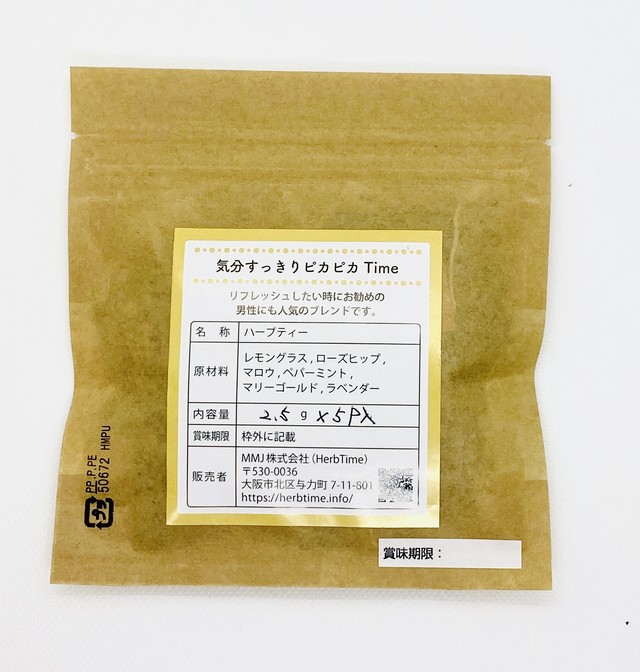 気分すっきりピカピカ Time
リフレッシュしたい時にお勧めの
男性にも人気のブレンドです。
名 称 ハーブティー
原材料 レモングラス , ローズヒップ ,
マロウ , ペパーミント ,
マリーゴールド , ラベンダー
内容量 2.5 g x 5P入
賞味期限 枠外に記載
販売者 MMJ 株式会社 (HerbTime)
〒530-0036
大阪市北区与力町 7-11-801
https://herbtime.info/
賞味期限：
PP.P.PE
50672 HMPU